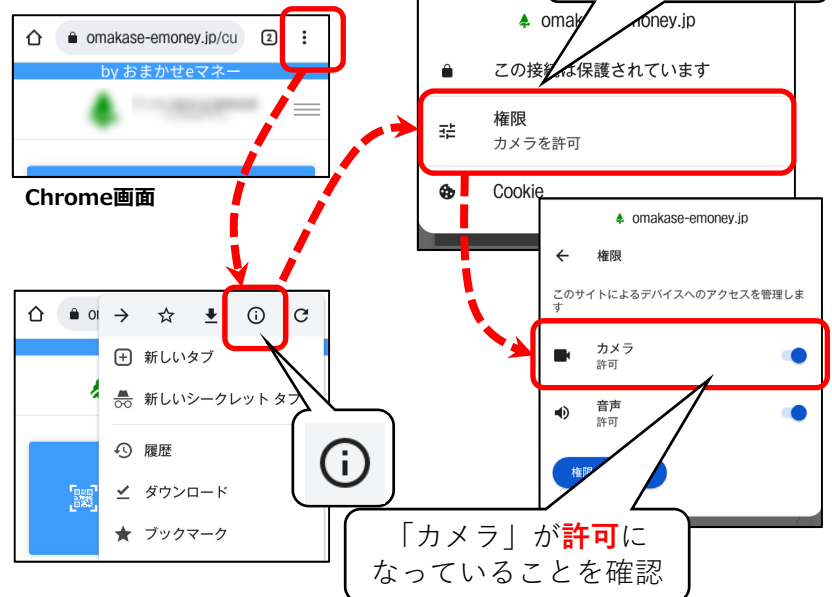 omakase-emoney.jp/cu
2
by おまかせeマネー
Chrome画面
新しいタブ
新しいシークレット タブ
履歴
ダウンロード
ブックマーク
この接続は保護されています
権限
カメラを許可
Cookie
omakase-emoney.jp
権限
このサイトによるデバイスへのアクセスを管理しま
す
カメラ
許可
音声
許可
「カメラ」が許可に
なっていることを確認